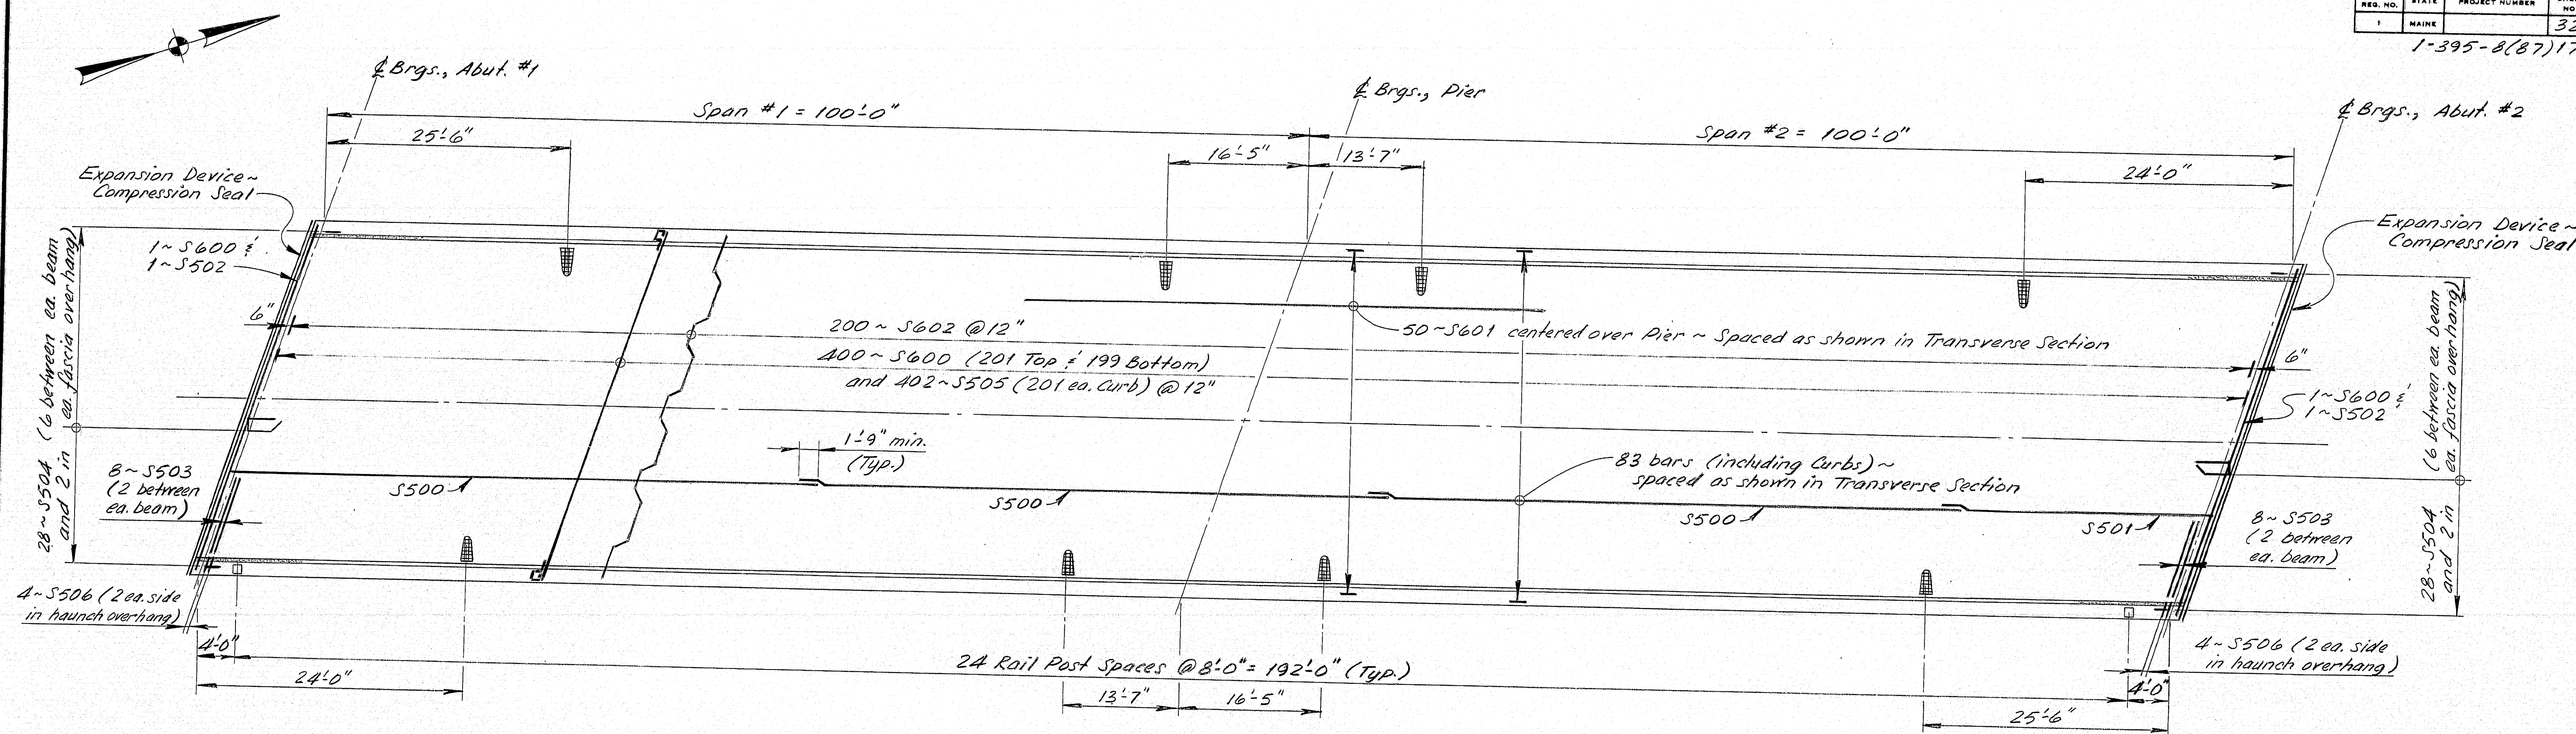 REG. NO. STATE PROJECT NUMBER
1 MAINE 32
1-395-8(87)17
℄ Brgs., Abut. #1
℄ Brgs., Pier
℄ Brgs., Abut. #2
Span #1 = 100'-0"
Span #2 = 100'-0"
25'-6"
16'-5"
13'-7"
24'-0"
Expansion Device ~
Compression Seal
Expansion Device ~
Compression Seal
1 ~ S600 &
1 ~ S502
6"
28 ~ S504 (6 between ea. beam
and 2 in ea. fascia overhang)
200 ~ S602 @ 12"
400 ~ S600 (201 Top & 199 Bottom)
and 402 ~ S505 (201 ea. Curb) @ 12"
50 ~ S601 centered over Pier ~ Spaced as shown in Transverse Section
6"
1 ~ S600 &
1 ~ S502
28 ~ S504 (6 between ea. beam
and 2 in ea. fascia overhang)
1'-9" min.
(Typ.)
83 bars (including Curbs) ~
spaced as shown in Transverse Section
8 ~ S503
(2 between
ea. beam)
S500
S500
S500
S501
8 ~ S503
(2 between
ea. beam)
4 ~ S506 (2 ea. side
in haunch overhang)
4'-0"
24'-0"
24 Rail Post Spaces @ 8'-0" = 192'-0" (Typ.)
13'-7"
16'-5"
4 ~ S506 (2 ea. side
in haunch overhang)
4'-0"
25'-6"